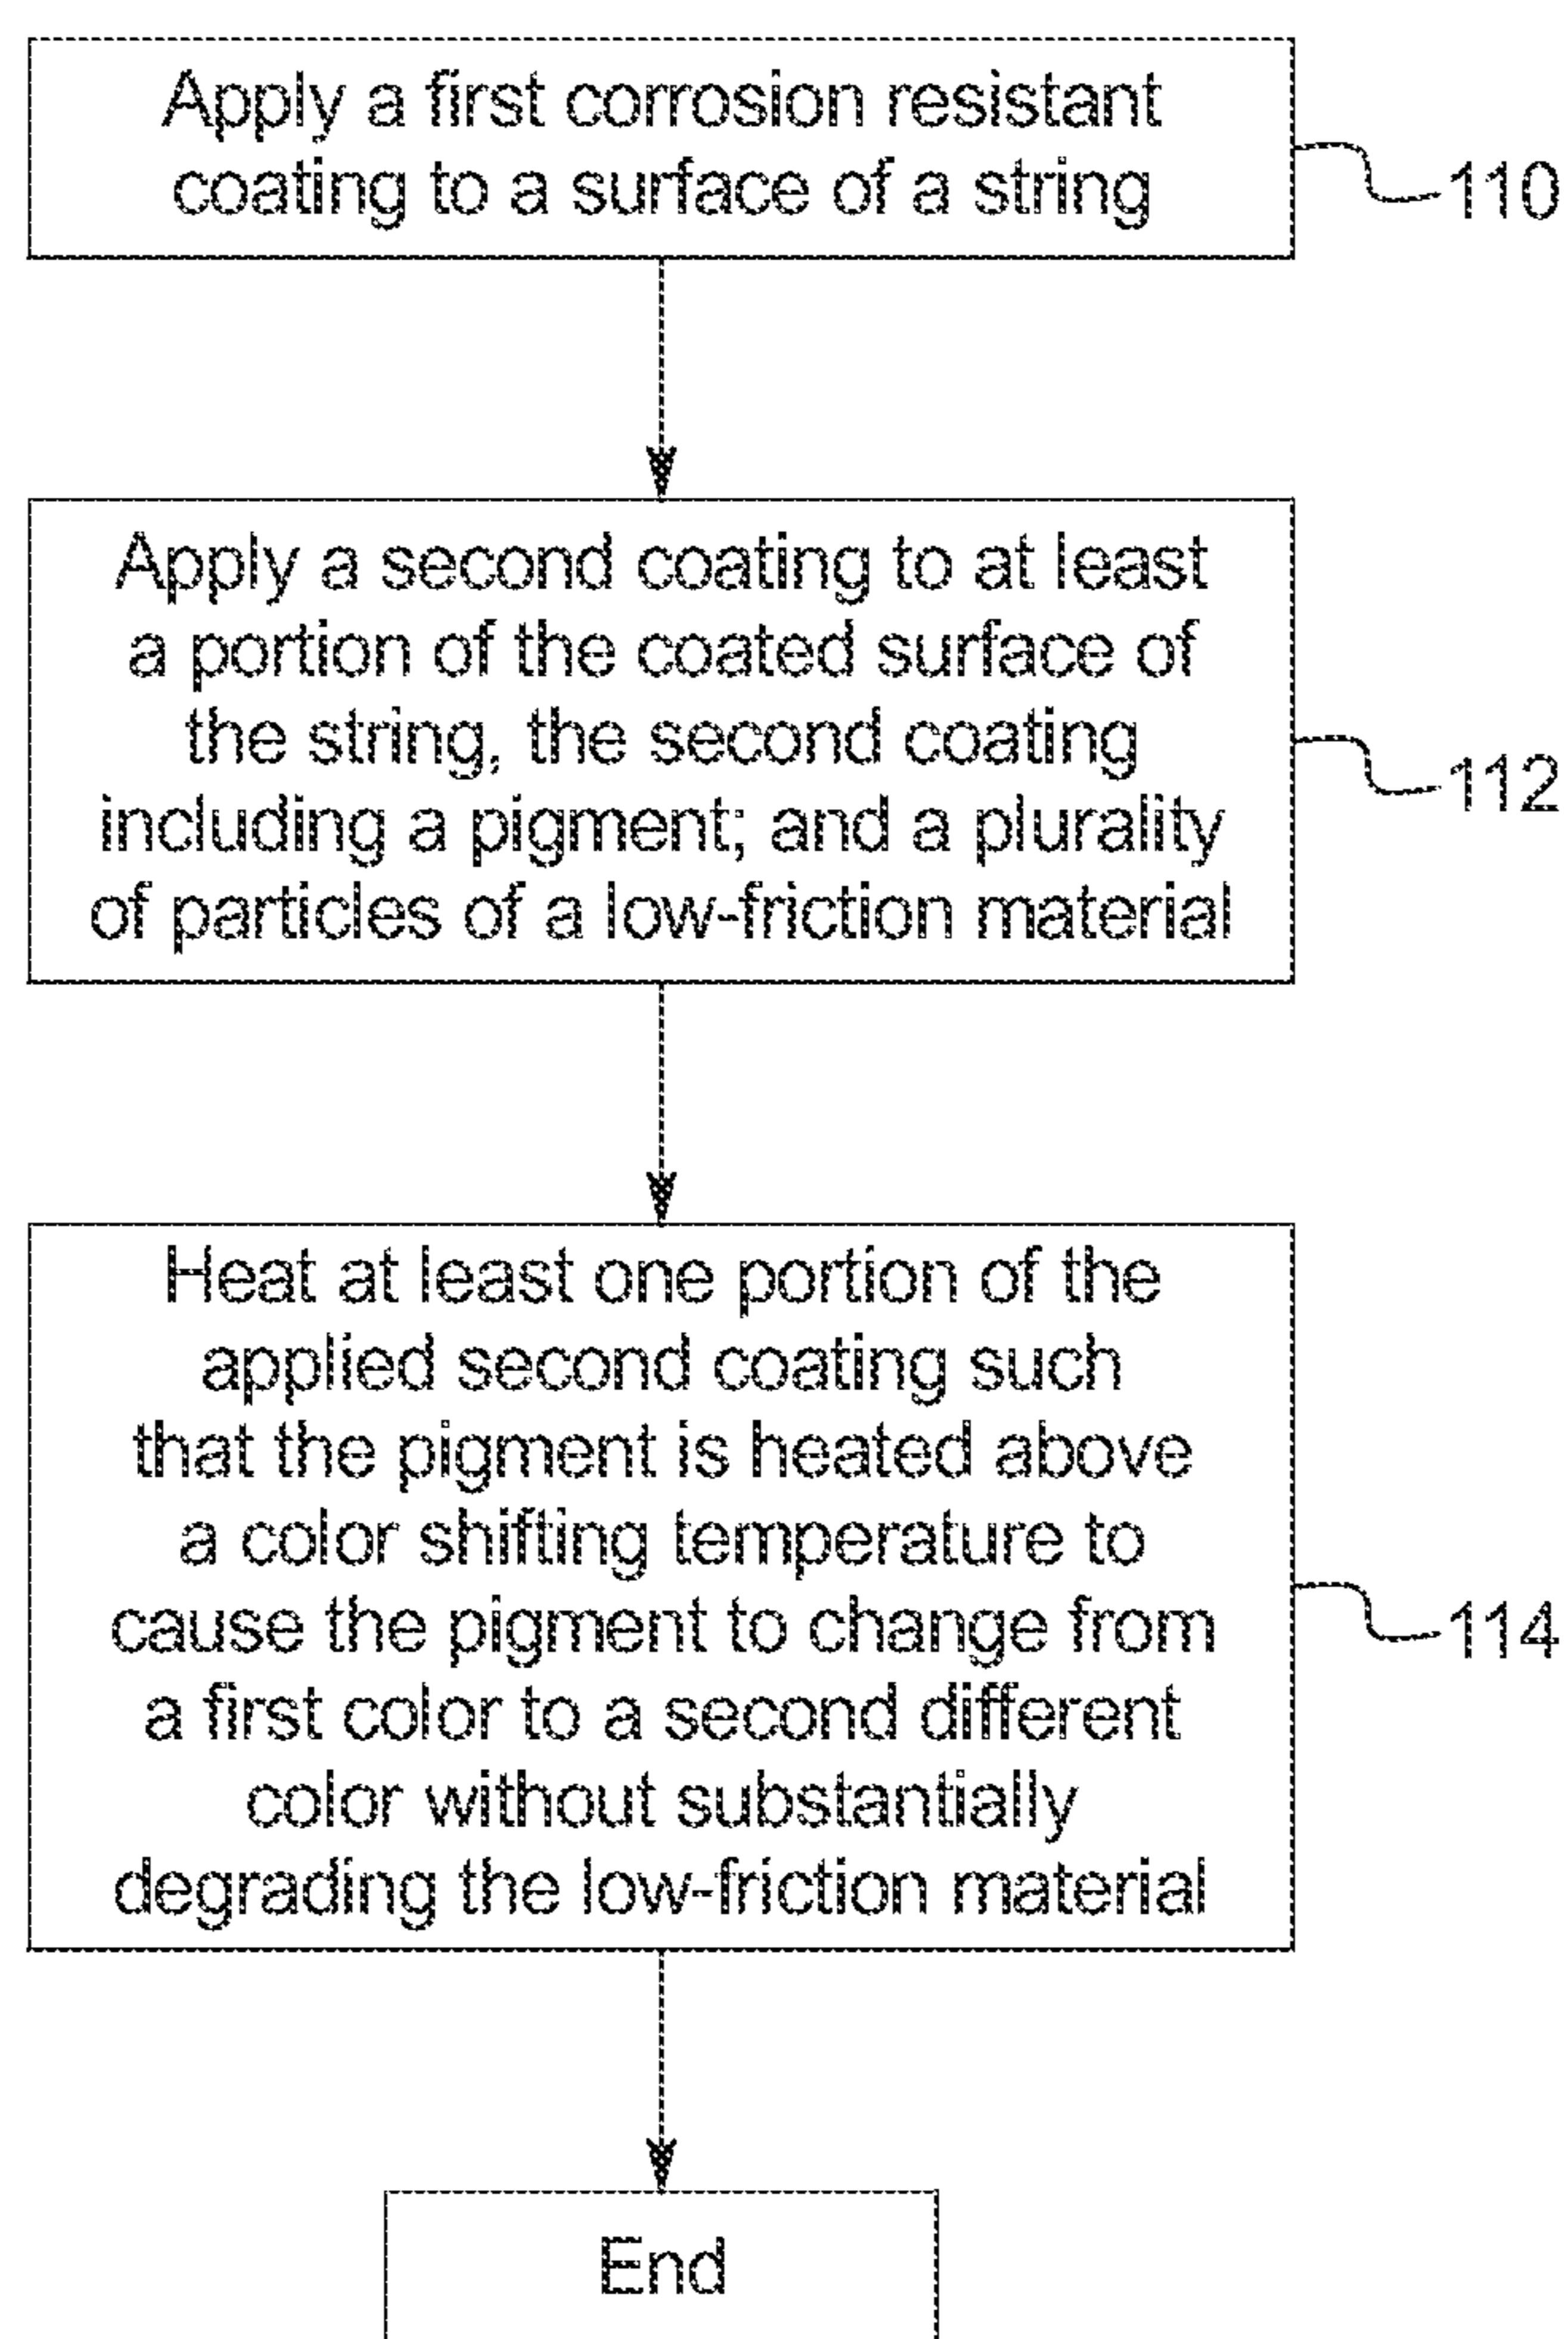 Apply a first corrosion resistant
coating to a surface of a string
110
Apply a second coating to at least
a portion of the coated surface of
the string, the second coating
including a pigment; and a plurality
of particles of a low-friction material
112
Heat at least one portion of the
applied second coating such
that the pigment is heated above
a color shifting temperature to
cause the pigment to change from
a first color to a second different
color without substantially
degrading the low-friction material
114
End